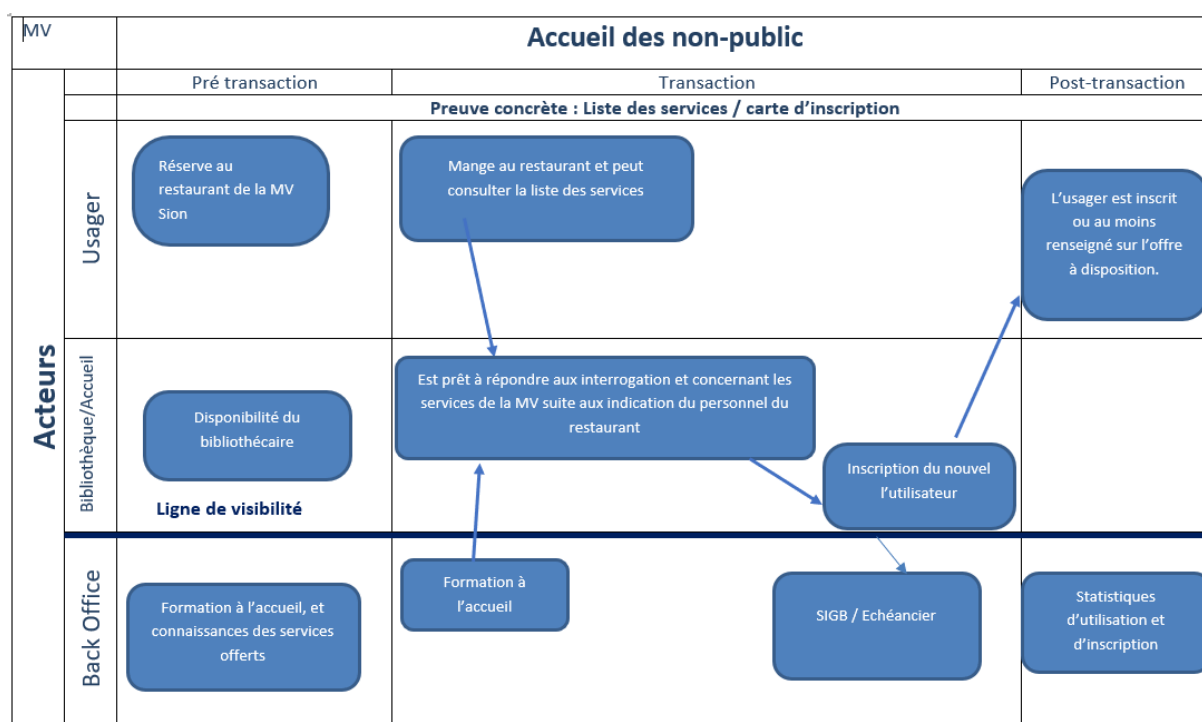 MV
Accueil des non-public
Pré transaction
Transaction
Post-transaction
Preuve concrète : Liste des services / carte d’inscription
Acteurs
Usager
Réserve au
restaurant de la MV
Sion
Mange au restaurant et peut
consulter la liste des services
L’usager est inscrit
ou au moins
renseigné sur l’offre
à disposition.
Bibliothèque/Accueil
Disponibilité du
bibliothécaire
Est prêt à répondre aux interrogation et concernant les
services de la MV suite aux indication du personnel du
restaurant
Inscription du nouvel
l’utilisateur
Ligne de visibilité
Back Office
Formation à l’accueil, et
connaissances des services
offerts
Formation à
l’accueil
SIGB / Echéancier
Statistiques
d’utilisation et
d’inscription